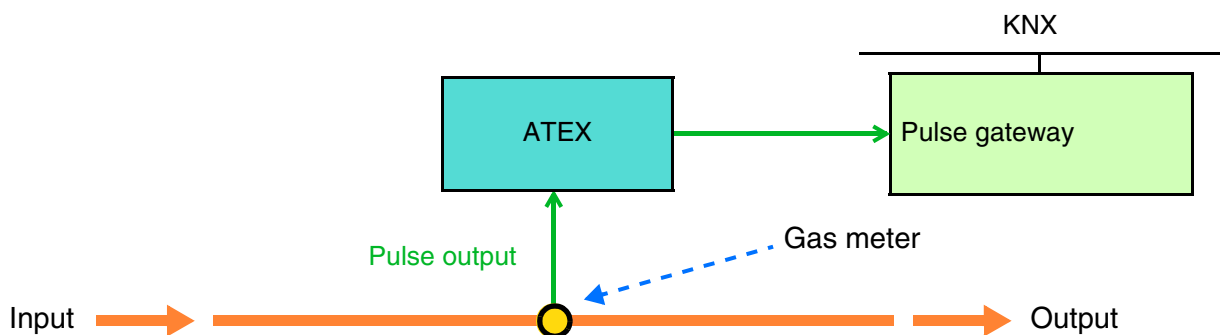 KNX
ATEX
Pulse gateway
Pulse output
Gas meter
Input
Output